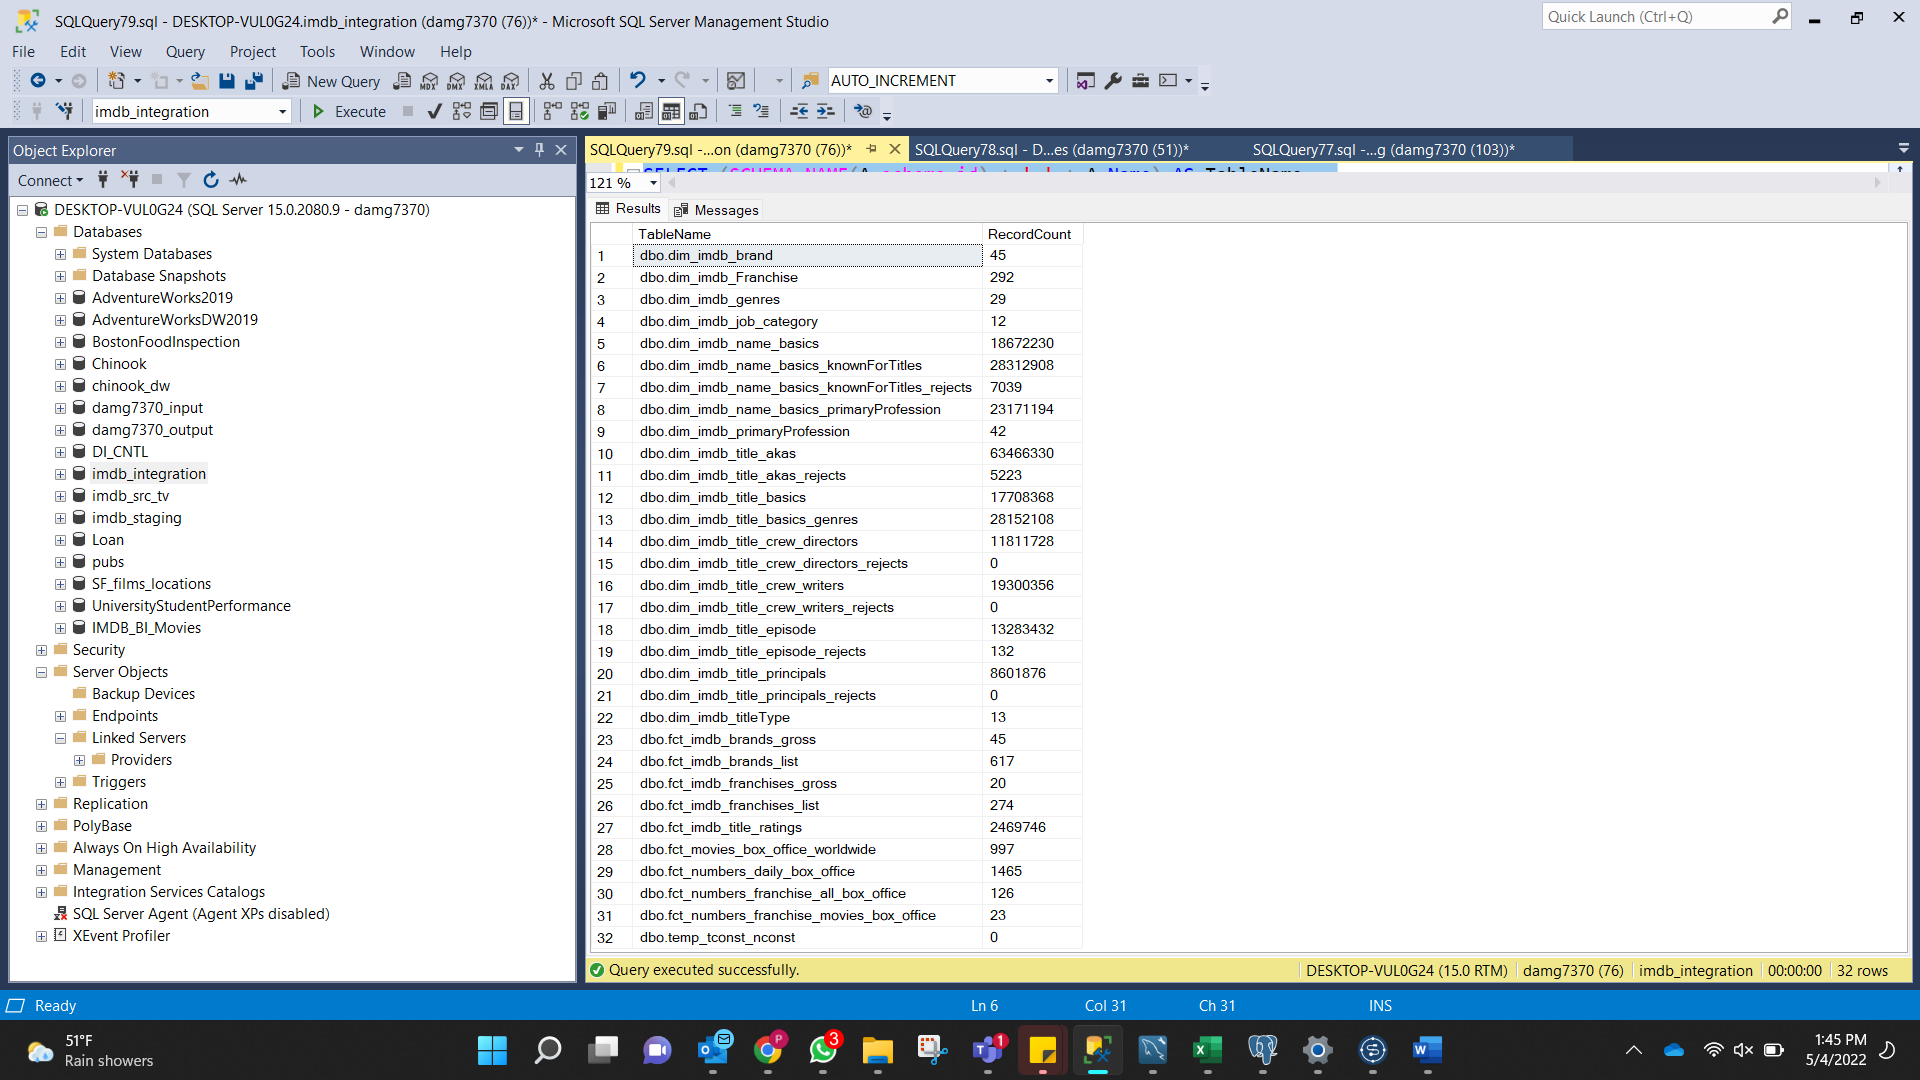 SQLQuery79.sql - DESKTOP-VUL0G24.imdb_integration (damg7370 (76))* - Microsoft SQL Server Management Studio
Quick Launch (Ctrl+Q)
File Edit View Query Project Tools Window Help
New Query
MDX DMX XMLA DAX
AUTO_INCREMENT
imdb_integration
Execute
Object Explorer
Connect
DESKTOP-VUL0G24 (SQL Server 15.0.2080.9 - damg7370)
Databases
System Databases
Database Snapshots
AdventureWorks2019
AdventureWorksDW2019
BostonFoodInspection
Chinook
chinook_dw
damg7370_input
damg7370_output
DI_CNTL
imdb_integration
imdb_src_tv
imdb_staging
Loan
pubs
SF_films_locations
UniversityStudentPerformance
IMDB_BI_Movies
Security
Server Objects
Backup Devices
Endpoints
Linked Servers
Providers
Triggers
Replication
PolyBase
Always On High Availability
Management
Integration Services Catalogs
SQL Server Agent (Agent XPs disabled)
XEvent Profiler
SQLQuery79.sql -...on (damg7370 (76))* SQLQuery78.sql - D...es (damg7370 (51))* SQLQuery77.sql -...g (damg7370 (103))*
121 %
Results Messages
TableName RecordCount
1 dbo.dim_imdb_brand 45
2 dbo.dim_imdb_Franchise 292
3 dbo.dim_imdb_genres 29
4 dbo.dim_imdb_job_category 12
5 dbo.dim_imdb_name_basics 18672230
6 dbo.dim_imdb_name_basics_knownForTitles 28312908
7 dbo.dim_imdb_name_basics_knownForTitles_rejects 7039
8 dbo.dim_imdb_name_basics_primaryProfession 23171194
9 dbo.dim_imdb_primaryProfession 42
10 dbo.dim_imdb_title_akas 63466330
11 dbo.dim_imdb_title_akas_rejects 5223
12 dbo.dim_imdb_title_basics 17708368
13 dbo.dim_imdb_title_basics_genres 28152108
14 dbo.dim_imdb_title_crew_directors 11811728
15 dbo.dim_imdb_title_crew_directors_rejects 0
16 dbo.dim_imdb_title_crew_writers 19300356
17 dbo.dim_imdb_title_crew_writers_rejects 0
18 dbo.dim_imdb_title_episode 13283432
19 dbo.dim_imdb_title_episode_rejects 132
20 dbo.dim_imdb_title_principals 8601876
21 dbo.dim_imdb_title_principals_rejects 0
22 dbo.dim_imdb_titleType 13
23 dbo.fct_imdb_brands_gross 45
24 dbo.fct_imdb_brands_list 617
25 dbo.fct_imdb_franchises_gross 20
26 dbo.fct_imdb_franchises_list 274
27 dbo.fct_imdb_title_ratings 2469746
28 dbo.fct_movies_box_office_worldwide 997
29 dbo.fct_numbers_daily_box_office 1465
30 dbo.fct_numbers_franchise_all_box_office 126
31 dbo.fct_numbers_franchise_movies_box_office 23
32 dbo.temp_tconst_nconst 0
Query executed successfully.
DESKTOP-VUL0G24 (15.0 RTM) damg7370 (76) imdb_integration 00:00:00 32 rows
Ready Ln 6 Col 31 Ch 31 INS
51°F
Rain showers
P
3
1
1:45 PM
5/4/2022